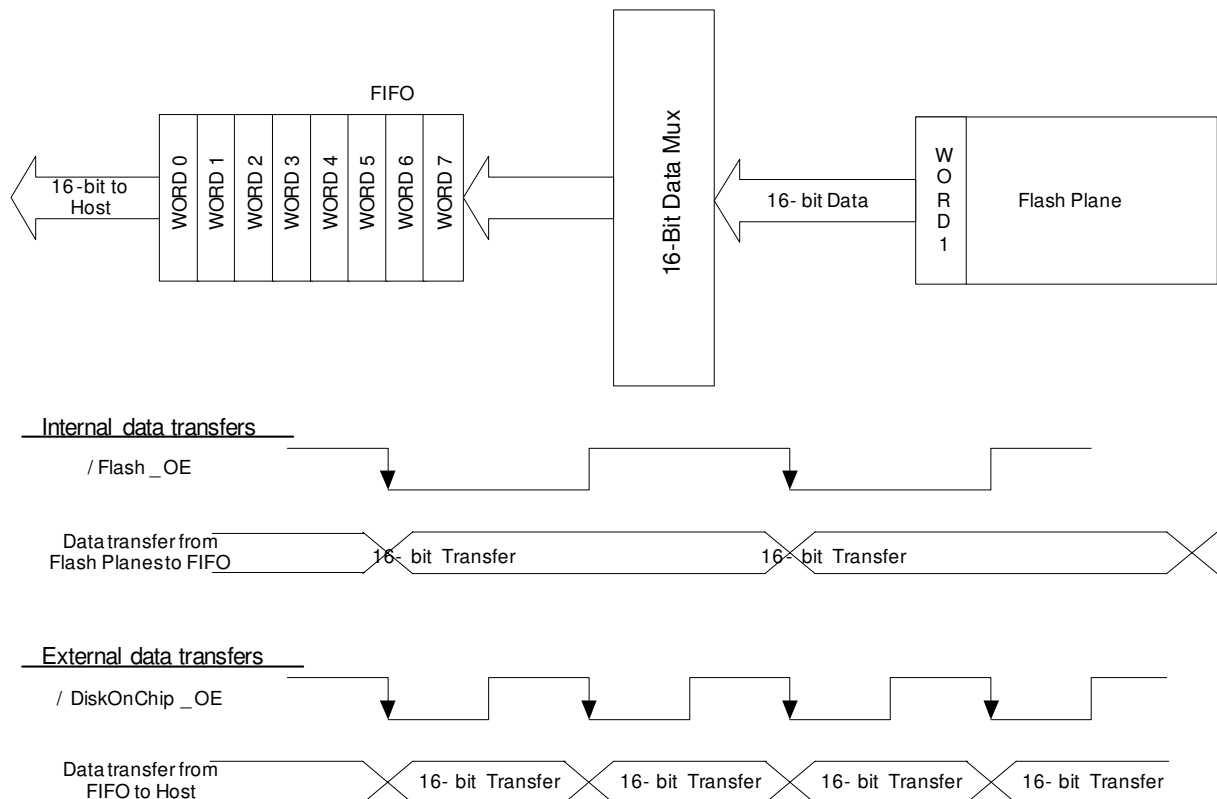 FIFO
16-bit to
Host
WORD 0
WORD 1
WORD 2
WORD 3
WORD 4
WORD 5
WORD 6
WORD 7
16-Bit Data Mux
16- bit Data
WORD1
Flash Plane
Internal data transfers
/ Flash _OE
Data transfer from
Flash Planes to FIFO
16- bit Transfer
16- bit Transfer
External data transfers
/ DiskOnChip _OE
Data transfer from
FIFO to Host
16- bit Transfer
16- bit Transfer
16- bit Transfer
16- bit Transfer